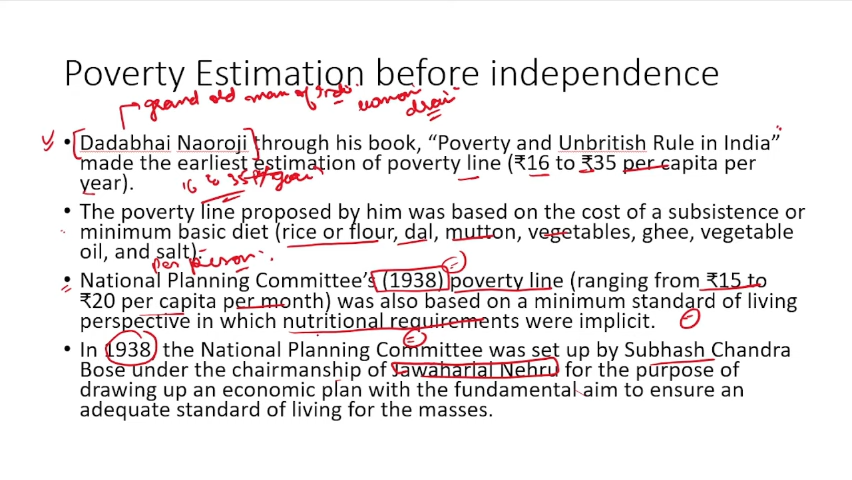 Poverty Estimation before independence
grand old man of
• Dadabhai Naoroji through his book, “Poverty and Unbritish Rule in India”
made the earliest estimation of poverty line (₹16 to ₹35 per capita per
year).
• The poverty line proposed by him was based on the cost of a subsistence or
minimum basic diet (rice or flour, dal, mutton, vegetables, ghee, vegetable
oil, and salt).
per person
• National Planning Committee’s (1938) poverty line (ranging from ₹15 to
₹20 per capita per month) was also based on a minimum standard of living
perspective in which nutritional requirements were implicit.
• In 1938, the National Planning Committee was set up by Subhash Chandra
Bose under the chairmanship of Jawaharlal Nehru for the purpose of
drawing up an economic plan with the fundamental aim to ensure an
adequate standard of living for the masses.